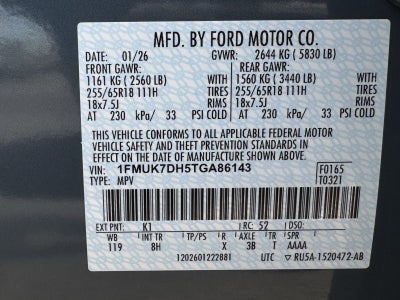 MFD. BY FORD MOTOR CO.
DATE: 01/26 GVWR: 2644 KG ( 5830 LB)
FRONT GAWR: REAR GAWR:
1161 KG ( 2560 LB) WITH 1560 KG ( 3440 LB) WITH
255/65R18 111H TIRES 255/65R18 111H TIRES
18x7.5J RIMS 18x7.5J RIMS
AT 230 kPa/ 33 PSI COLD AT 230 kPa/ 33 PSI COLD
THIS VEHICLE CONFORMS TO ALL APPLICABLE FEDERAL MOTOR
VEHICLE SAFETY AND THEFT PREVENTION STANDARDS IN
EFFECT ON THE DATE OF MANUFACTURE SHOWN ABOVE.
VIN: 1FMUK7DH5TGA86143 F0165
TYPE: MPV T0321
EXT PNT: K1 RC: 52 DSO:
WB INT TR TP/PS R AXLE TR SPR
119 8H X 3B T AAAA
1202601222881 UTC RU5A-1520472-AB